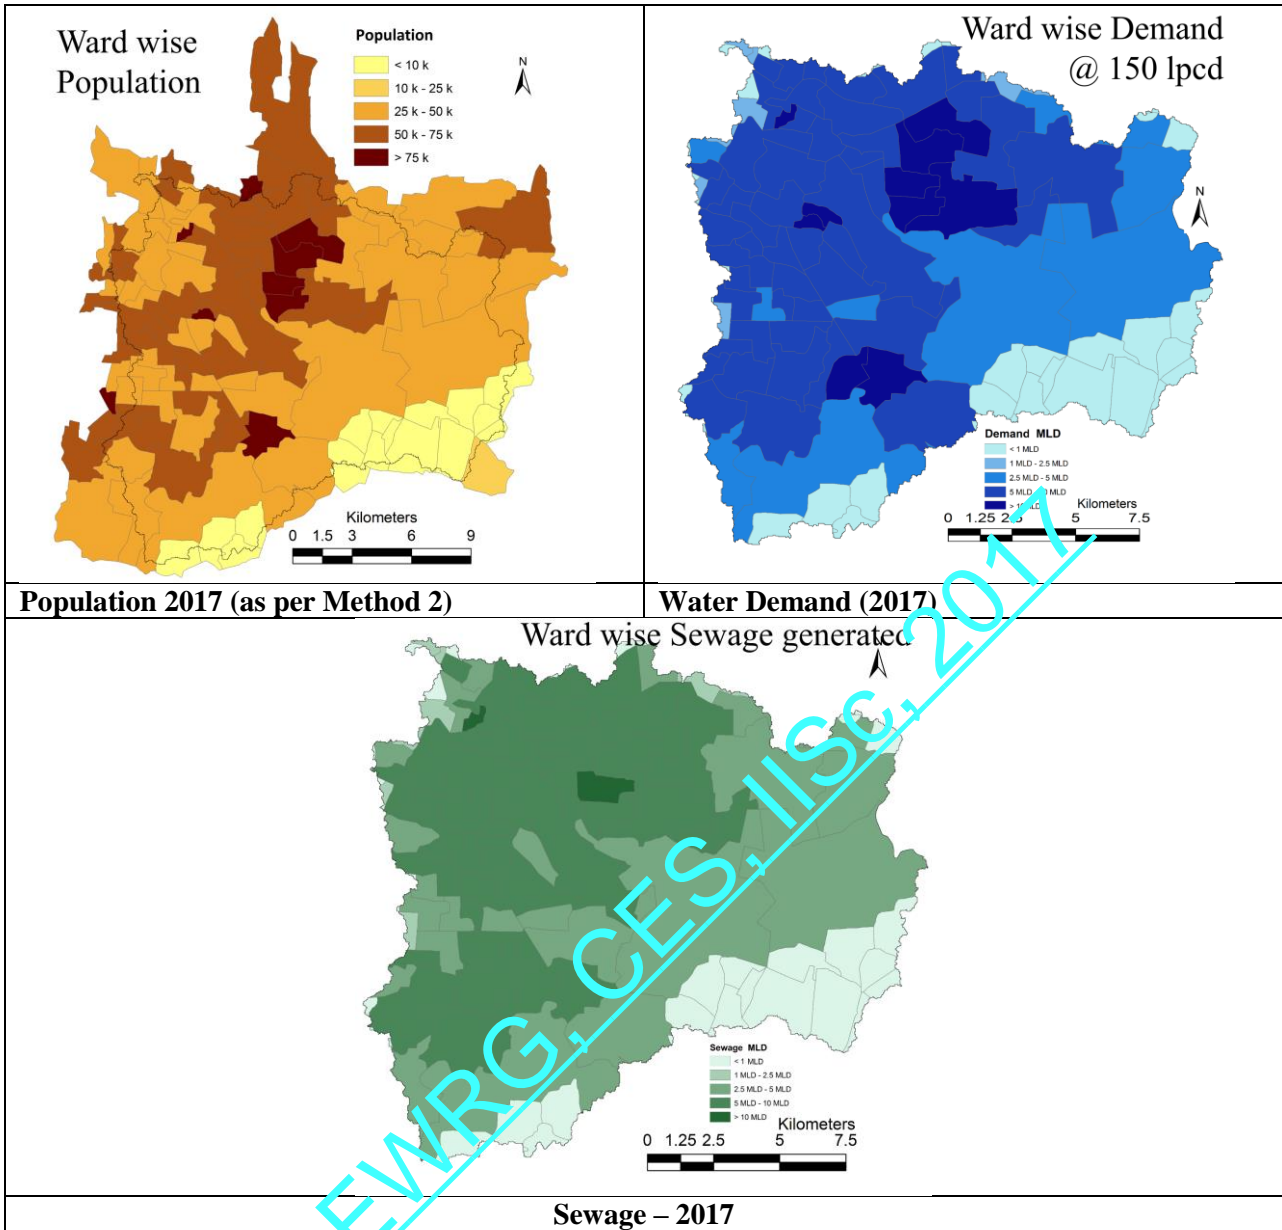 Ward wise
Population
Population
< 10 k
10 k - 25 k
25 k - 50 k
50 k - 75 k
> 75 k
N
Kilometers
0 1.5 3 6 9
Ward wise Demand
@ 150 lpcd
N
Demand MLD
< 1 MLD
1 MLD - 2.5 MLD
2.5 MLD - 5 MLD
5 MLD
MLD
Kilometers
0 1.25 2.5 5 7.5
Population 2017 (as per Method 2)
Water Demand (2017)
Ward wise Sewage generated
Sewage MLD
< 1 MLD
1 MLD - 2.5 MLD
2.5 MLD - 5 MLD
5 MLD - 10 MLD
> 10 MLD
Kilometers
0 1.25 2.5 5 7.5
EWRG, CES, IISc, 2017
Sewage – 2017